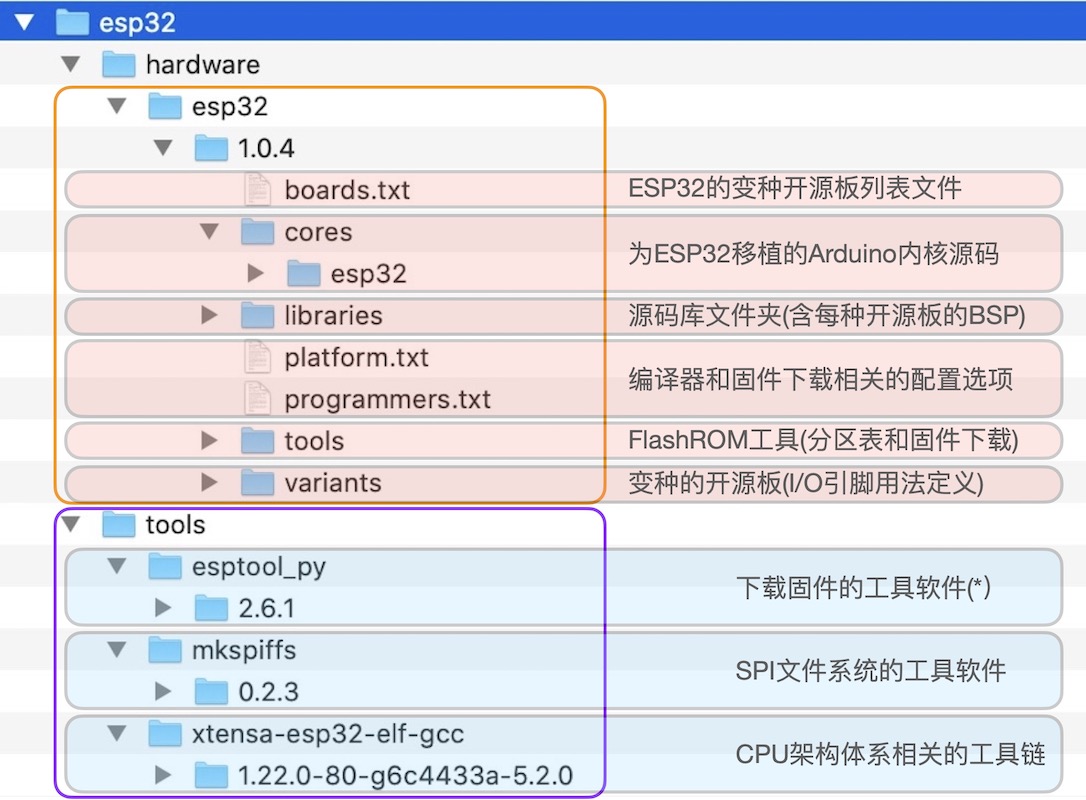 esp32
hardware
esp32
1.0.4
boards.txt ESP32的变种开源板列表文件
cores
为ESP32移植的Arduino内核源码
esp32
libraries 源码库文件夹(含每种开源板的BSP)
platform.txt
编译器和固件下载相关的配置选项
programmers.txt
tools FlashROM工具(分区表和固件下载)
variants 变种的开源板(I/O引脚用法定义)
tools
esptool_py
下载固件的工具软件(*)
2.6.1
mkspiffs
SPI文件系统的工具软件
0.2.3
xtensa-esp32-elf-gcc
CPU架构体系相关的工具链
1.22.0-80-g6c4433a-5.2.0